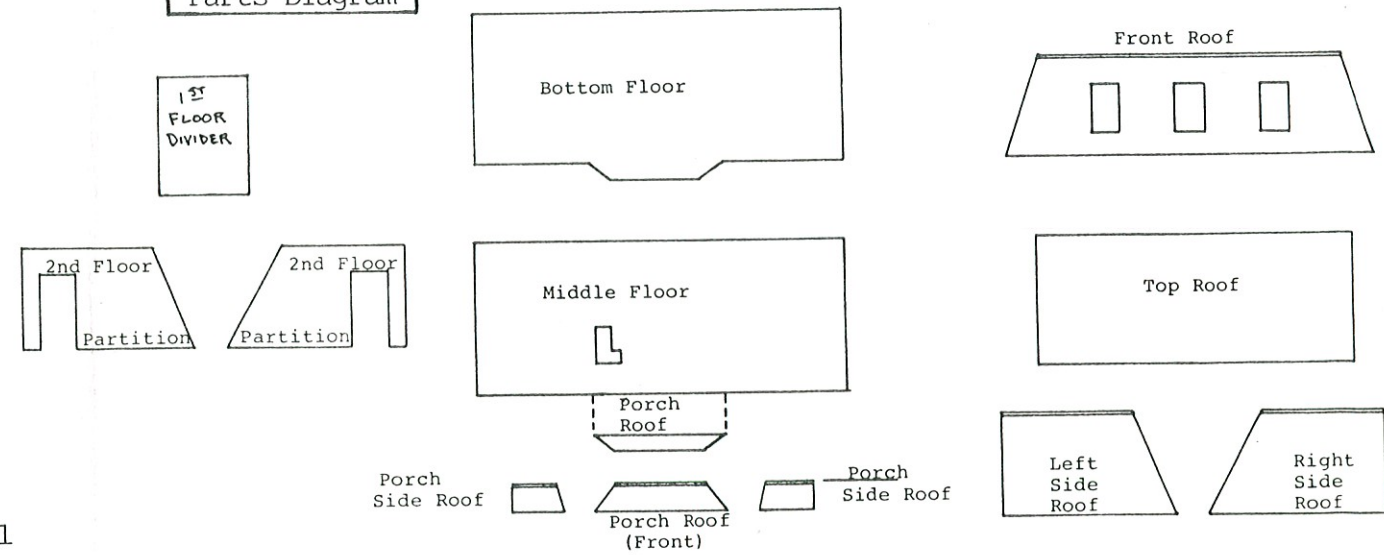 Parts Diagram
Front Roof
Bottom Floor
1ST
FLOOR
DIVIDER
2nd Floor
Partition
2nd Floor
Partition
Middle Floor
Top Roof
Porch
Roof
Porch
Side Roof
Porch Roof
(Front)
Porch
Side Roof
Left
Side
Roof
Right
Side
Roof